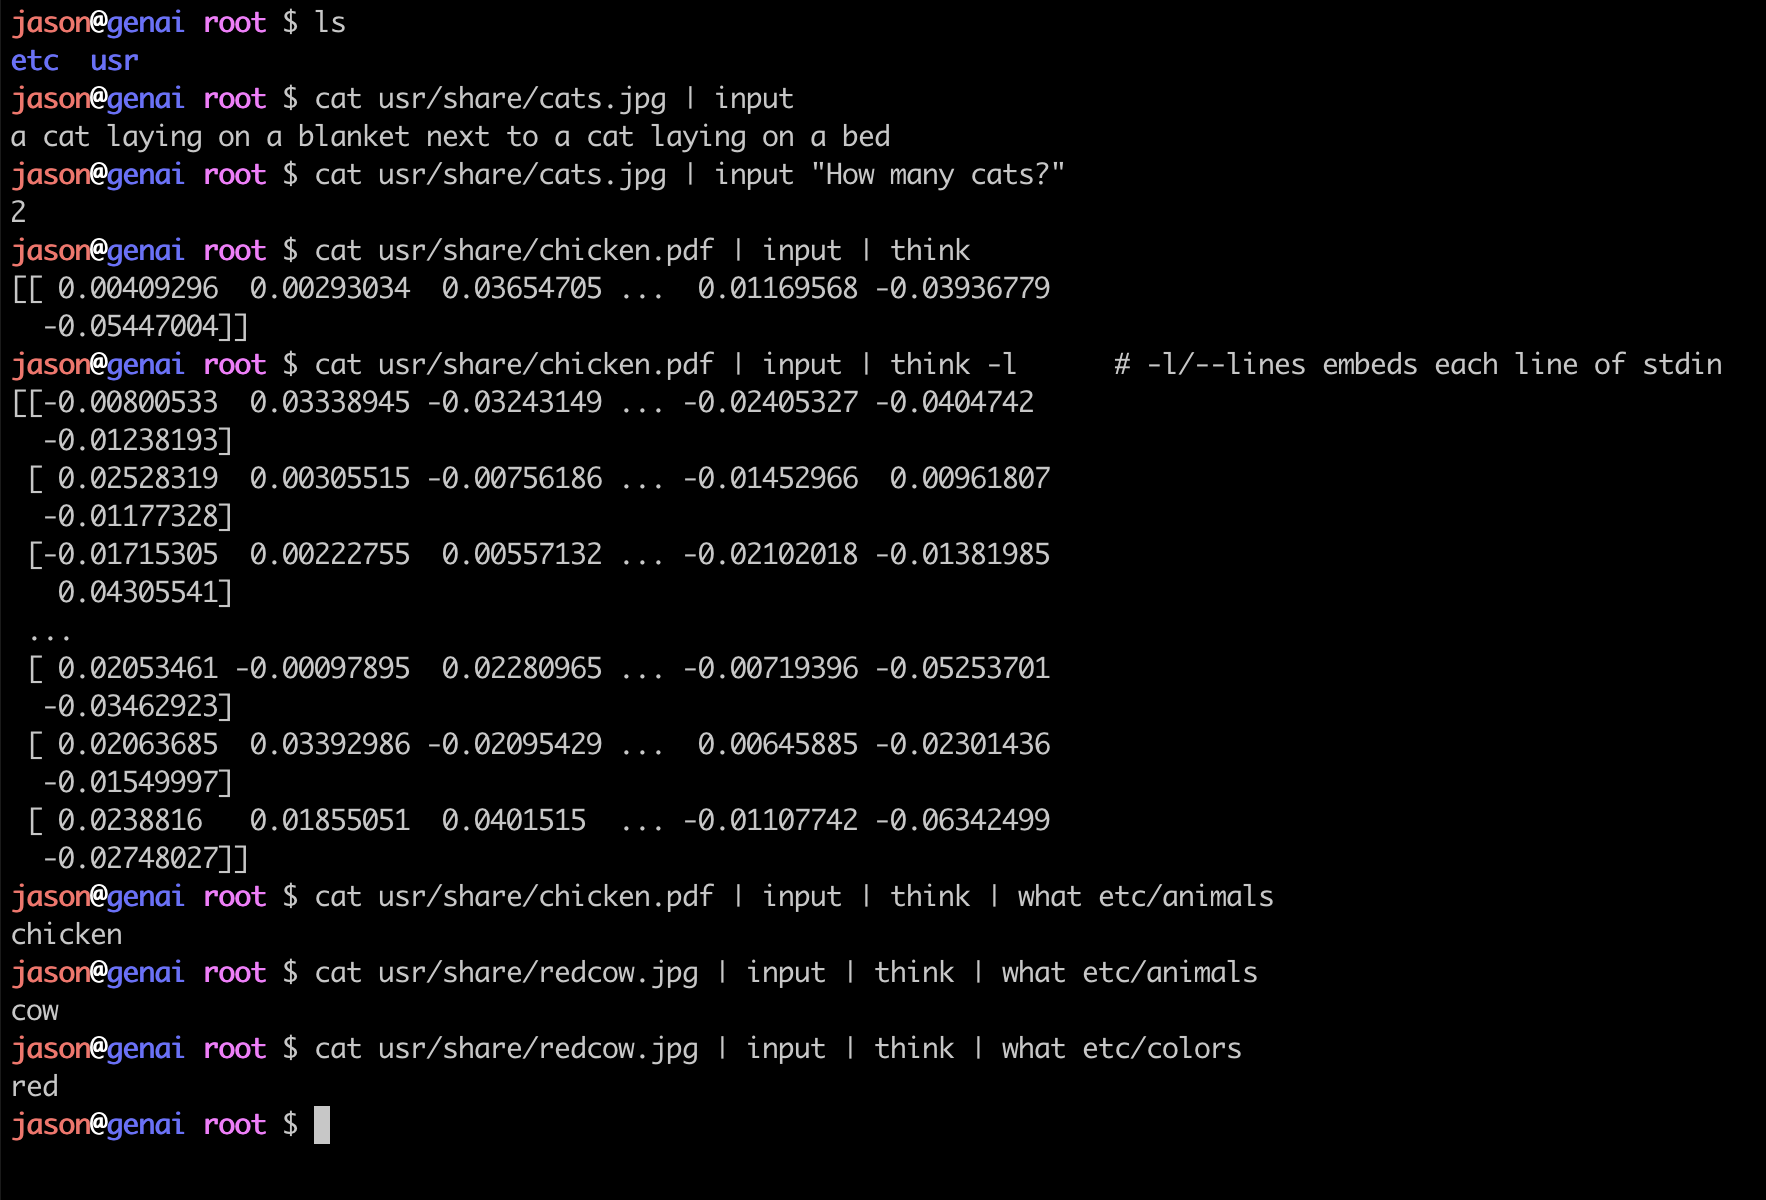 jason@genai root $ ls
etc  usr
jason@genai root $ cat usr/share/cats.jpg | input
a cat laying on a blanket next to a cat laying on a bed
jason@genai root $ cat usr/share/cats.jpg | input "How many cats?"
2
jason@genai root $ cat usr/share/chicken.pdf | input | think
[[ 0.00409296  0.00293034  0.03654705 ...  0.01169568 -0.03936779
  -0.05447004]]
jason@genai root $ cat usr/share/chicken.pdf | input | think -l      # -l/--lines embeds each line of stdin
[[-0.00800533  0.03338945 -0.03243149 ... -0.02405327 -0.0404742
  -0.01238193]
 [ 0.02528319  0.00305515 -0.00756186 ... -0.01452966  0.00961807
  -0.01177328]
 [-0.01715305  0.00222755  0.00557132 ... -0.02102018 -0.01381985
   0.04305541]
 ...
 [ 0.02053461 -0.00097895  0.02280965 ... -0.00719396 -0.05253701
  -0.03462923]
 [ 0.02063685  0.03392986 -0.02095429 ...  0.00645885 -0.02301436
  -0.01549997]
 [ 0.0238816   0.01855051  0.0401515  ... -0.01107742 -0.06342499
  -0.02748027]]
jason@genai root $ cat usr/share/chicken.pdf | input | think | what etc/animals
chicken
jason@genai root $ cat usr/share/redcow.jpg | input | think | what etc/animals
cow
jason@genai root $ cat usr/share/redcow.jpg | input | think | what etc/colors
red
jason@genai root $